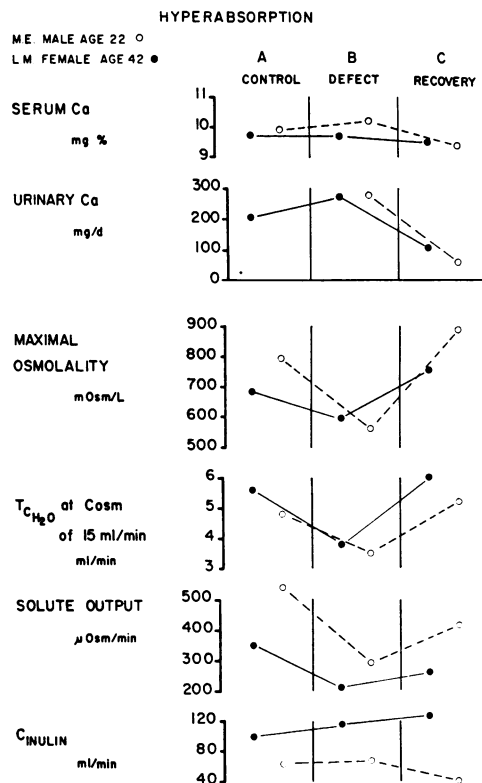 HYPERABSORPTION
M.E. MALE AGE 22 ○
L.M FEMALE AGE 42 ●
A B C
CONTROL DEFECT RECOVERY
SERUM Ca
mg %
11
10
9
URINARY Ca
mg/d
300
200
100
0
MAXIMAL
OSMOLALITY
mOsm/L
900
800
700
600
500
TCH2O at Cosm
of 15 ml/min
ml/min
6
5
4
3
SOLUTE OUTPUT
μOsm/min
500
400
300
200
CINULIN
ml/min
120
80
40